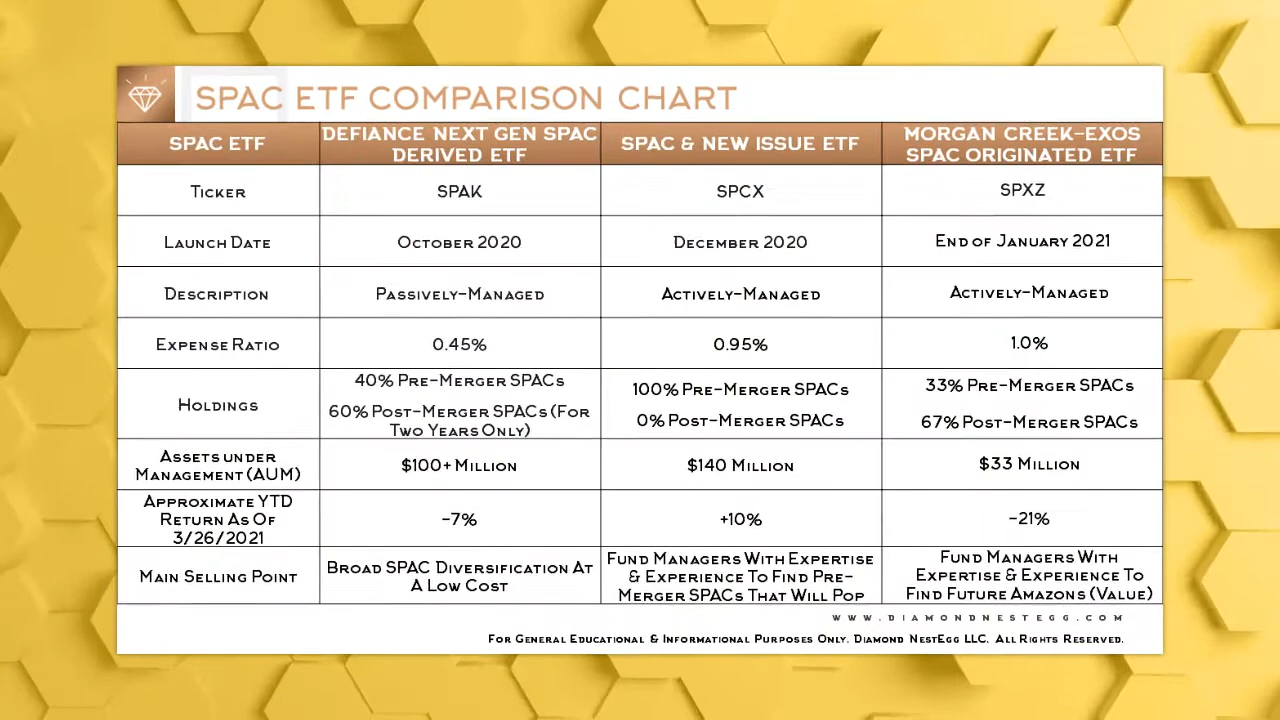 SPAC ETF COMPARISON CHART
SPAC ETF
DEFIANCE NEXT GEN SPAC
DERIVED ETF
SPAC & NEW ISSUE ETF
MORGAN CREEK-EXOS
SPAC ORIGINATED ETF
TICKER
SPAK
SPCX
SPXZ
LAUNCH DATE
OCTOBER 2020
DECEMBER 2020
END OF JANUARY 2021
DESCRIPTION
PASSIVELY-MANAGED
ACTIVELY-MANAGED
ACTIVELY-MANAGED
EXPENSE RATIO
0.45%
0.95%
1.0%
HOLDINGS
40% PRE-MERGER SPACS
60% POST-MERGER SPACS (FOR
TWO YEARS ONLY)
100% PRE-MERGER SPACS
0% POST-MERGER SPACS
33% PRE-MERGER SPACS
67% POST-MERGER SPACS
ASSETS UNDER
MANAGEMENT (AUM)
$100+ MILLION
$140 MILLION
$33 MILLION
APPROXIMATE YTD
RETURN AS OF
3/26/2021
-7%
+10%
-21%
MAIN SELLING POINT
BROAD SPAC DIVERSIFICATION AT
A LOW COST
FUND MANAGERS WITH EXPERTISE
& EXPERIENCE TO FIND PRE-
MERGER SPACS THAT WILL POP
FUND MANAGERS WITH
EXPERTISE & EXPERIENCE TO
FIND FUTURE AMAZONS (VALUE)
WWW.DIAMONDNESTEGG.COM
FOR GENERAL EDUCATIONAL & INFORMATIONAL PURPOSES ONLY. DIAMOND NESTEGG LLC. ALL RIGHTS RESERVED.